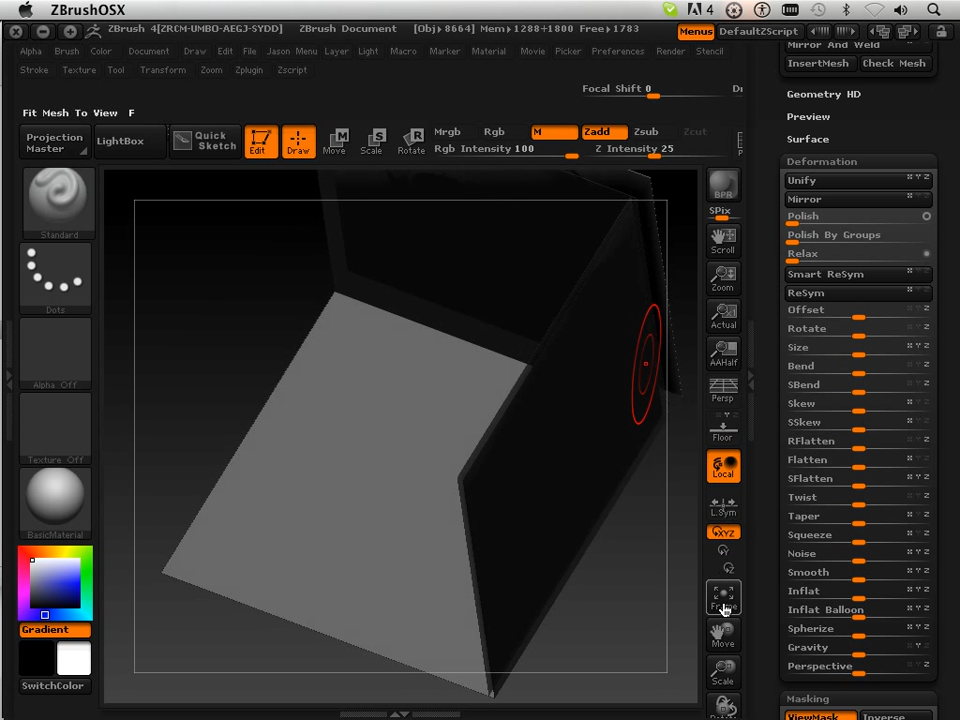 ZBrushOSX
4
ZBrush 4[ZRCM-UMBO-AEGJ-SYDD] ZBrush Document [Obj▸8664] Mem▸1288+1800 Free▸1783 Menus DefaultZScript
Alpha Brush Color Document Draw Edit File Jason Menu Layer Light Macro Marker Material Movie Picker Preferences Render Stencil
Stroke Texture Tool Transform Zoom Zplugin Zscript
Focal Shift 0
Fit Mesh To View F
Projection Master
LightBox
Quick Sketch
Edit
Draw
Move
Scale
Rotate
Mrgb Rgb M Zadd Zsub Zcut
Rgb Intensity 100 Z Intensity 25
Standard
Dots
Alpha Off
Texture Off
BasicMaterial
Gradient
SwitchColor
BPR
SPix
Scroll
Zoom
Actual
AAHalf
Persp
Floor
Local
L.Sym
XYZ
Y
Z
Frame
Move
Scale
Mirror And Weld
InsertMesh Check Mesh
Geometry HD
Preview
Surface
Deformation
Unify X Y Z
Mirror X Y Z
Polish
Polish By Groups
Relax
Smart ReSym X Y Z
ReSym X Y Z
Offset X Y Z
Rotate X Y Z
Size X Y Z
Bend X Y Z
SBend X Y Z
Skew X Y Z
SSkew X Y Z
RFlatten X Y Z
Flatten X Y Z
SFlatten X Y Z
Twist X Y Z
Taper X Y Z
Squeeze X Y Z
Noise X Y Z
Smooth X Y Z
Inflat X Y Z
Inflat Balloon X Y Z
Spherize X Y Z
Gravity X Y Z
Perspective X Y Z
Masking
ViewMask Inverse